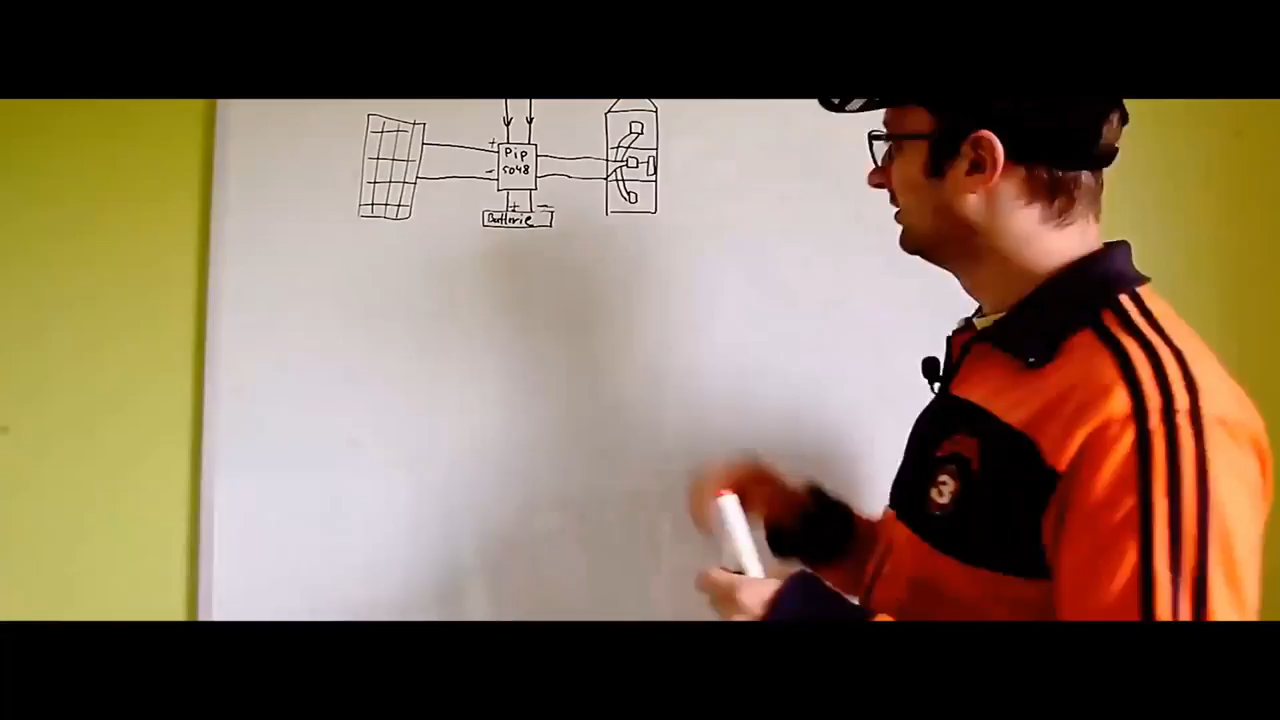 +
Pip
- 5048
+ -
Batterie
3